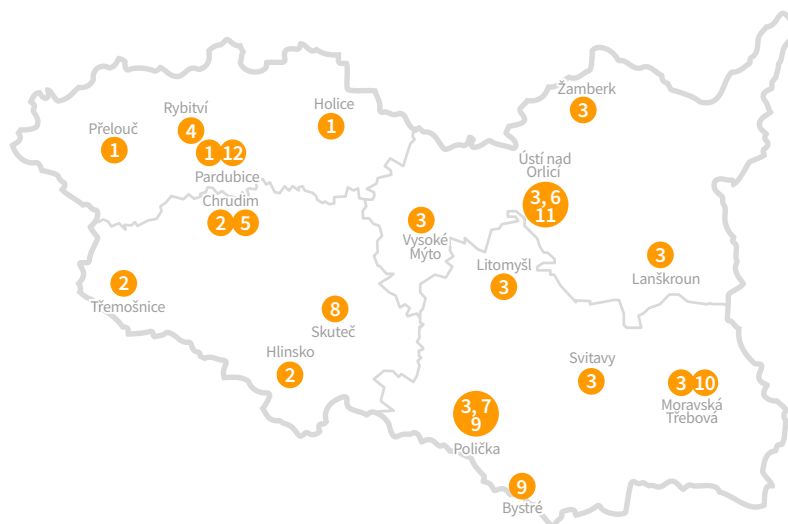 Žamberk
3
Rybitví
4
Holice
1
Přelouč
1
1 12
Pardubice
Ústí nad
Orlicí
3, 6
11
Chrudim
2 5
3
Vysoké
Mýto
Litomyšl
3
3
Lanškroun
2
Třemošnice
8
Skuteč
Hlinsko
2
Svitavy
3
3 10
Moravská
Třebová
3, 7
9
Polička
9
Bystré